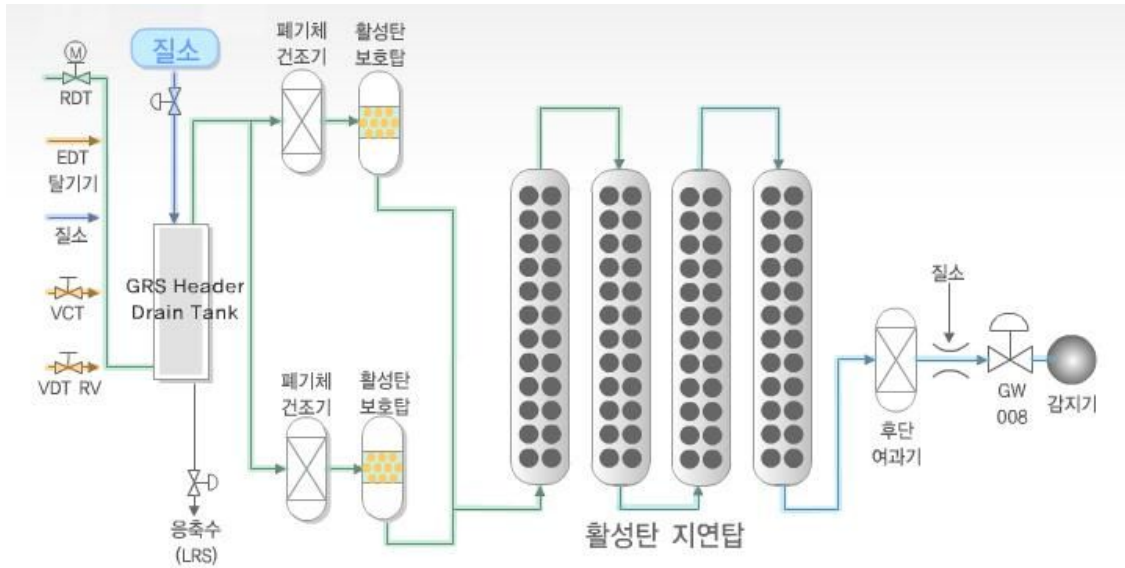 질소
M
RDT
EDT
탈기기
질소
VCT
VDT RV
GRS Header
Drain Tank
응축수
(LRS)
폐기체
건조기
활성탄
보호탑
폐기체
건조기
활성탄
보호탑
활성탄 지연탑
후단
여과기
질소
GW
008
감지기